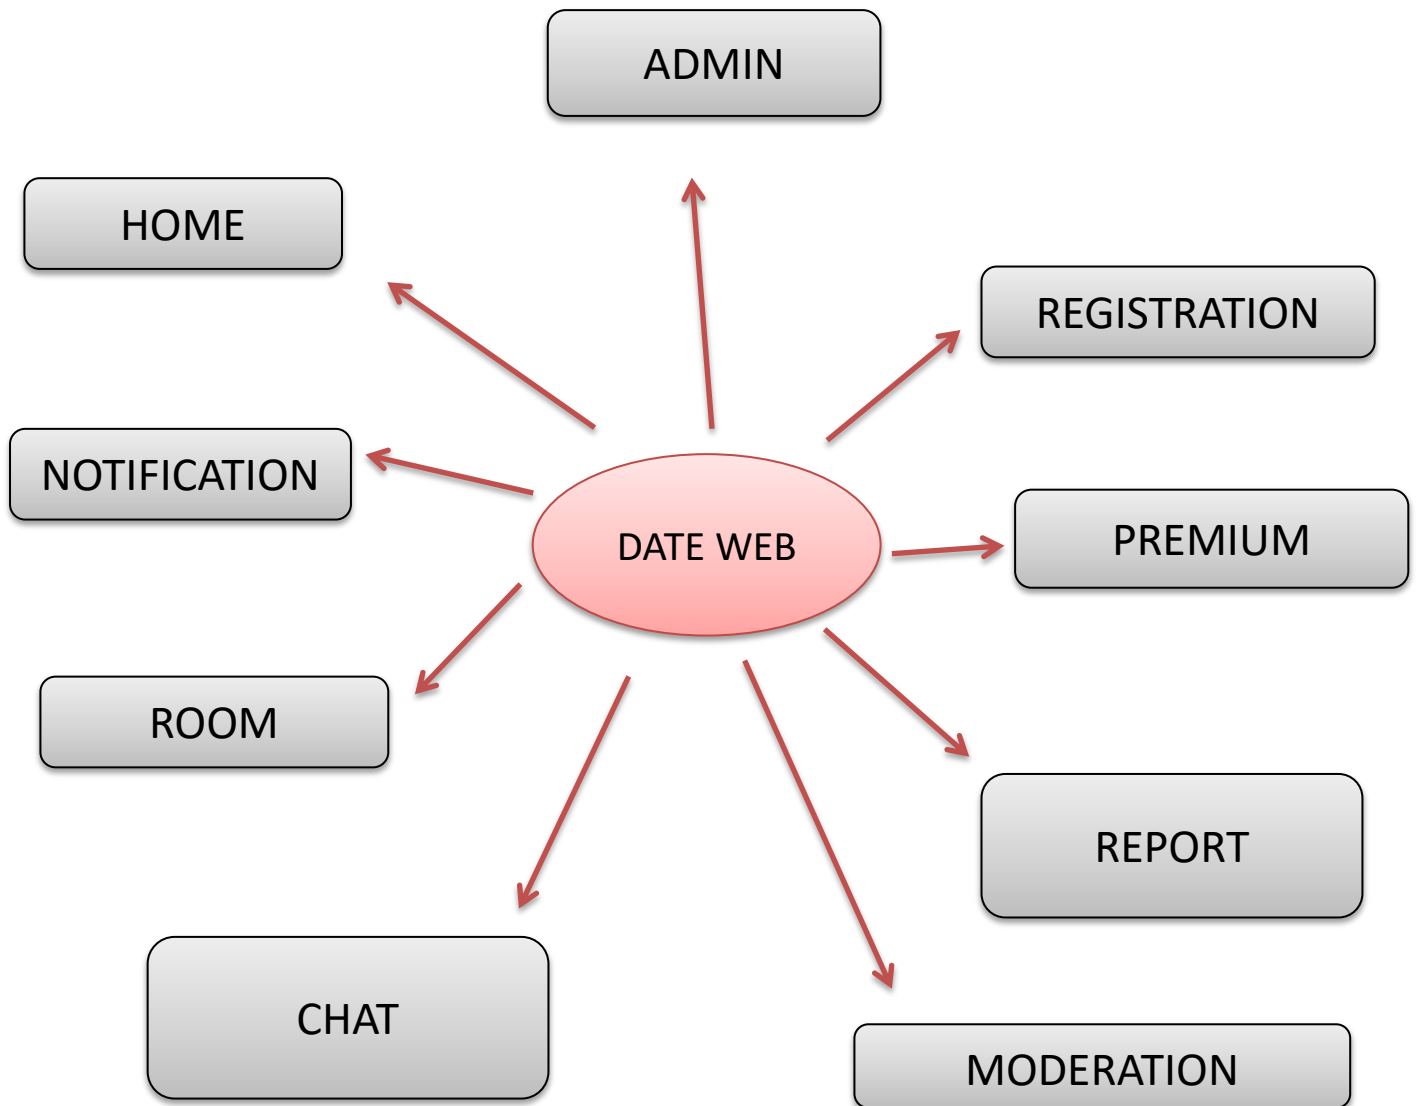 ADMIN
HOME
REGISTRATION
NOTIFICATION
DATE WEB
PREMIUM
ROOM
REPORT
CHAT
MODERATION